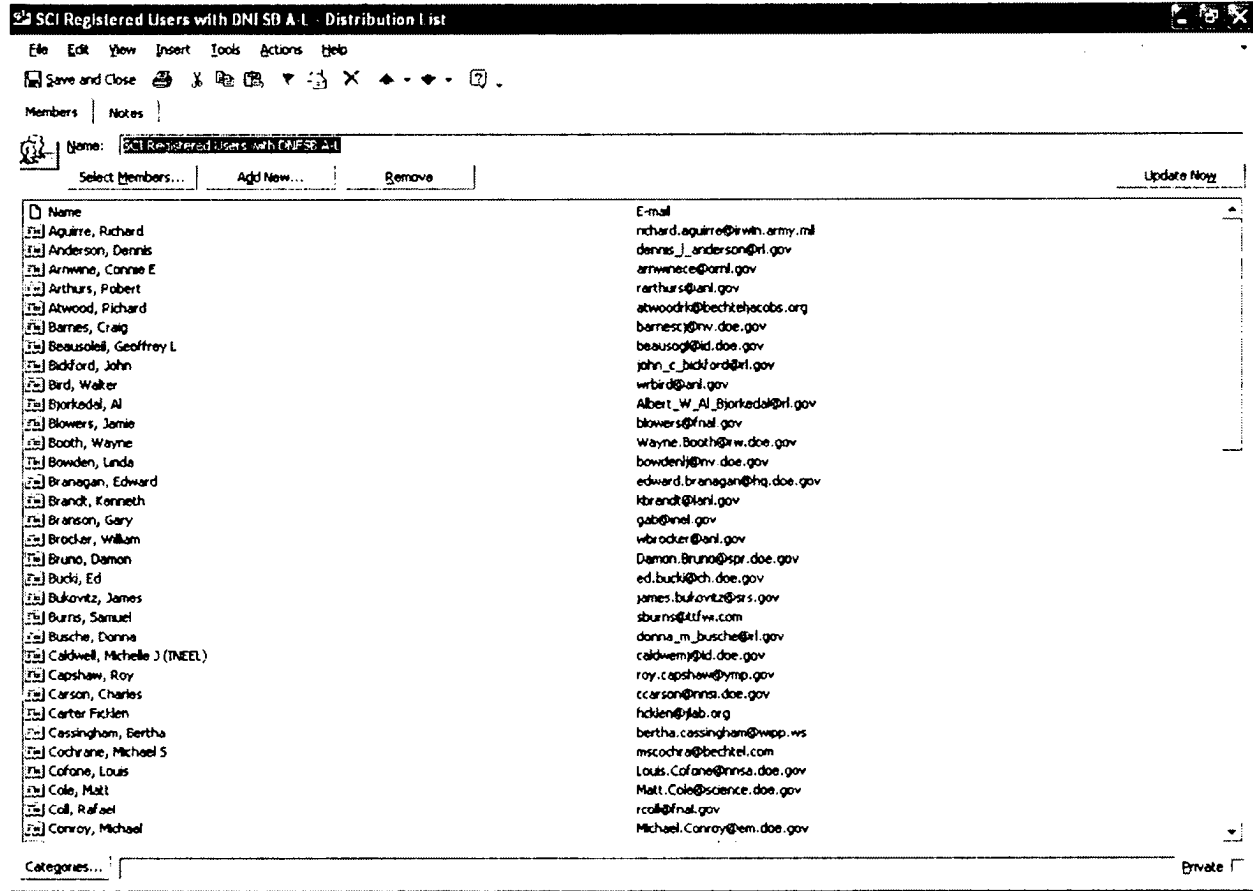 SCI Registered Users with DNFSB A-L - Distribution List
File Edit View Insert Tools Actions Help
Save and Close
Members Notes
Name: SCI Registered Users with DNFSB A-L
Select Members... Add New... Remove Update Now
Name E-mail
Aguirre, Richard richard.aguirre@irwin.army.mil
Anderson, Dennis dennis_j_anderson@rl.gov
Arnwine, Connie E arnwinece@ornl.gov
Arthurs, Robert rarthurs@anl.gov
Atwood, Richard atwoodrk@bechteljacobs.org
Barnes, Craig barnescj@nv.doe.gov
Beausoleil, Geoffrey L beausogl@id.doe.gov
Bickford, John john_c_bickford@rl.gov
Bird, Walter wrbird@anl.gov
Bjorkedal, Al Albert_W_Al_Bjorkedal@rl.gov
Blowers, Jamie blowers@fnal.gov
Booth, Wayne Wayne.Booth@rw.doe.gov
Bowden, Linda bowdenlj@nv.doe.gov
Branagan, Edward edward.branagan@hq.doe.gov
Brandt, Kenneth kbrandt@lanl.gov
Branson, Gary gab@inel.gov
Brocker, William wbrocker@anl.gov
Bruno, Damon Damon.Bruno@spr.doe.gov
Bucki, Ed ed.bucki@ch.doe.gov
Bukovitz, James james.bukovitz@srs.gov
Burns, Samuel sburns@ttfwi.com
Busche, Donna donna_m_busche@rl.gov
Caldwell, Michelle J (INEEL) caldwemj@id.doe.gov
Capshaw, Roy roy.capshaw@ymp.gov
Carson, Charles ccarson@nnsi.doe.gov
Carter Ficklen ficklen@jlab.org
Cassingham, Bertha bertha.cassingham@wipp.ws
Cochrane, Michael S mscochra@bechtel.com
Cofone, Louis Louis.Cofone@nnsa.doe.gov
Cole, Matt Matt.Cole@science.doe.gov
Coll, Rafael rcoll@fnal.gov
Conroy, Michael Michael.Conroy@em.doe.gov
Categories... Private